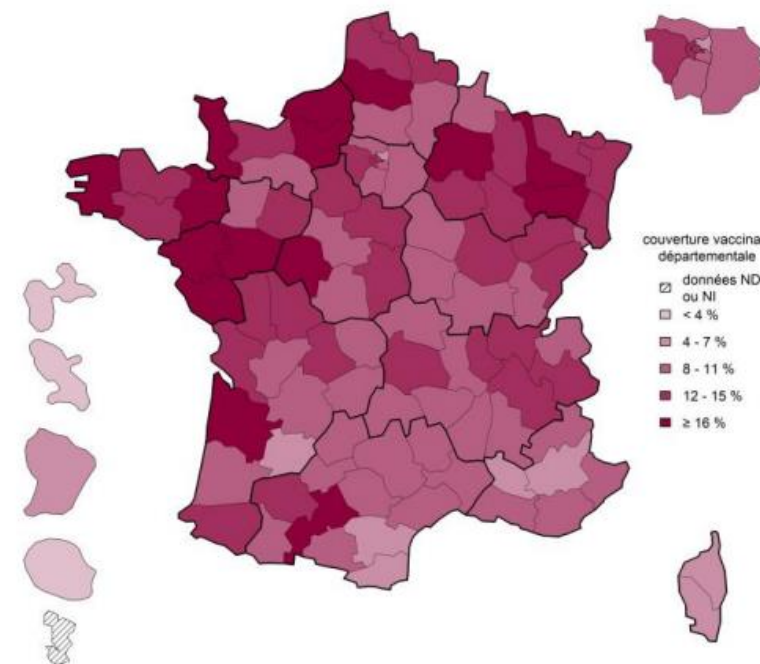 couverture vaccina
départementale
données ND
ou NI
< 4 %
4 - 7 %
8 - 11 %
12 - 15 %
≥ 16 %